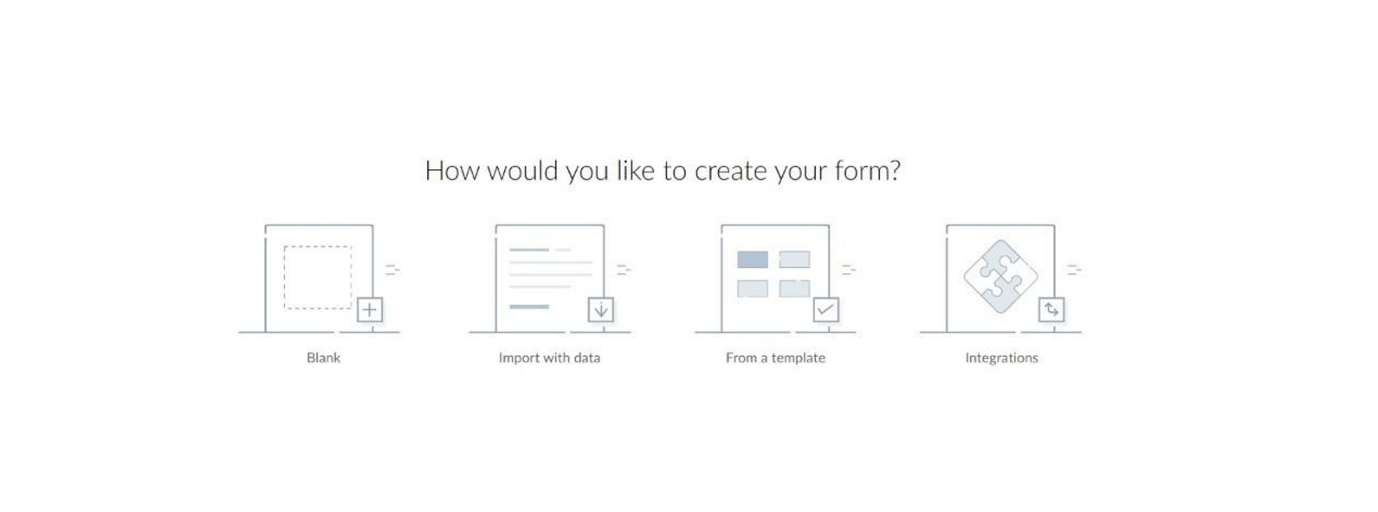 How would you like to create your form?
Blank
Import with data
From a template
Integrations